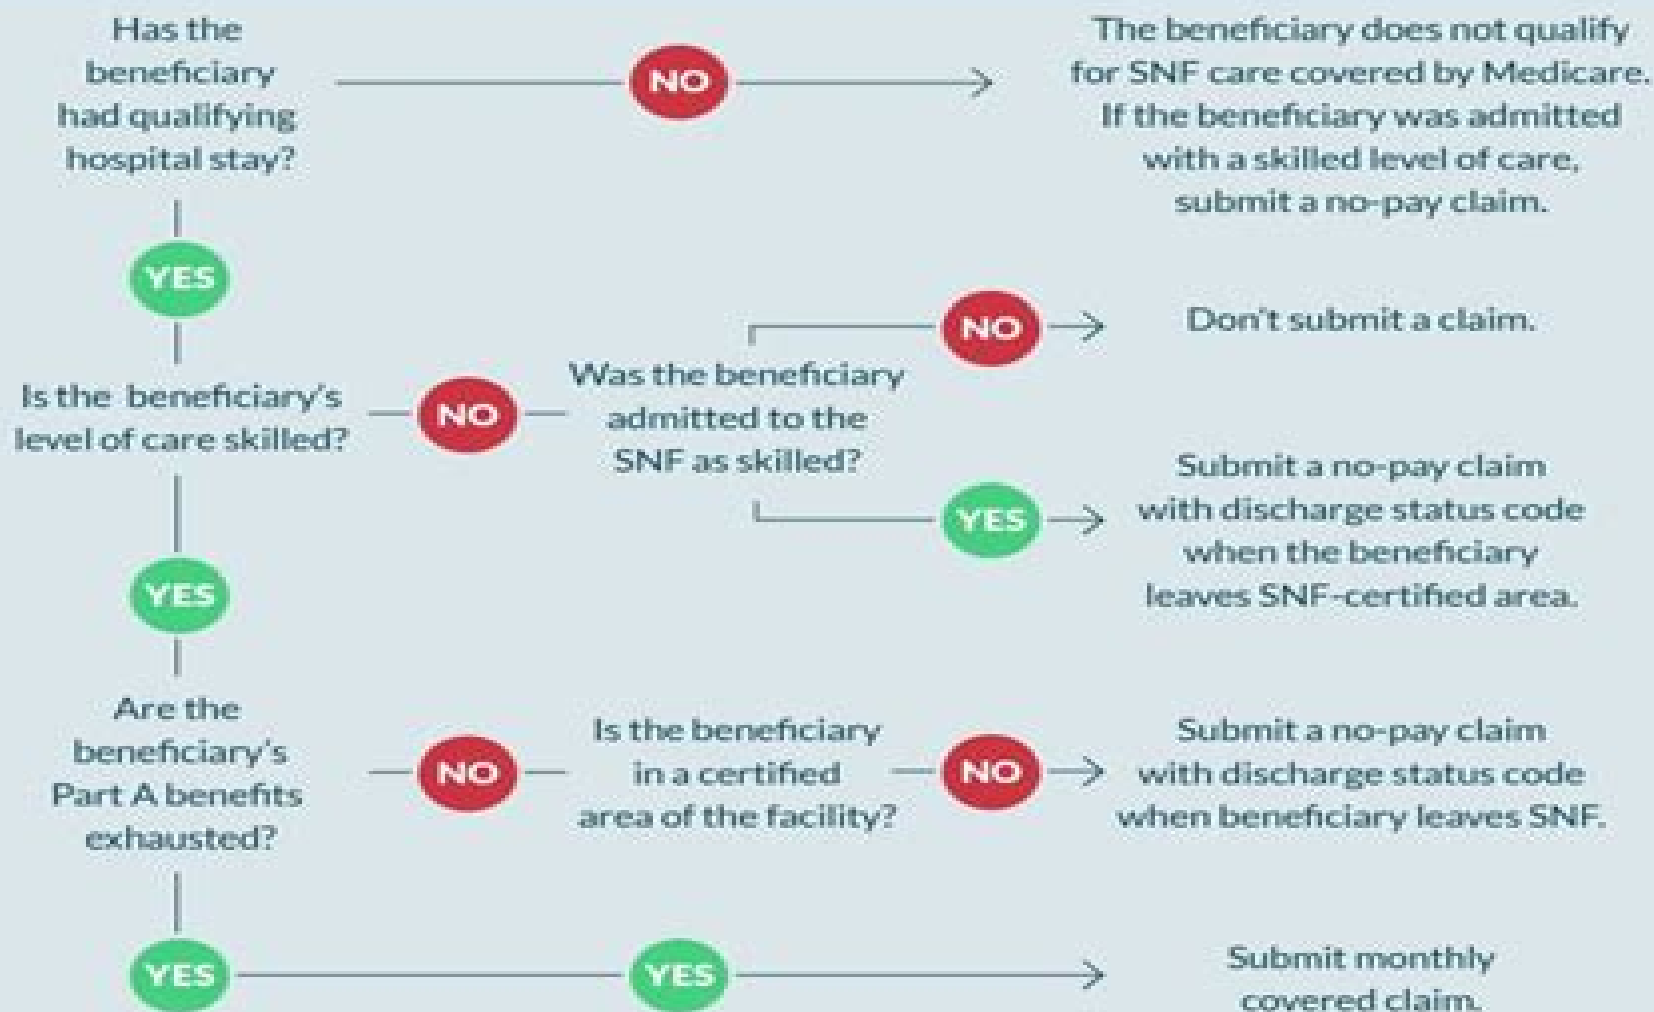 Has the
beneficiary
had qualifying
hospital stay?
NO
The beneficiary does not qualify
for SNF care covered by Medicare.
If the beneficiary was admitted
with a skilled level of care,
submit a no-pay claim.
YES
Is the beneficiary's
level of care skilled?
NO
Was the beneficiary
admitted to the
SNF as skilled?
NO
Don't submit a claim.
YES
Submit a no-pay claim
with discharge status code
when the beneficiary
leaves SNF-certified area.
YES
Are the
beneficiary's
Part A benefits
exhausted?
NO
Is the beneficiary
in a certified
area of the facility?
NO
Submit a no-pay claim
with discharge status code
when beneficiary leaves SNF.
YES
YES
Submit monthly
covered claim.